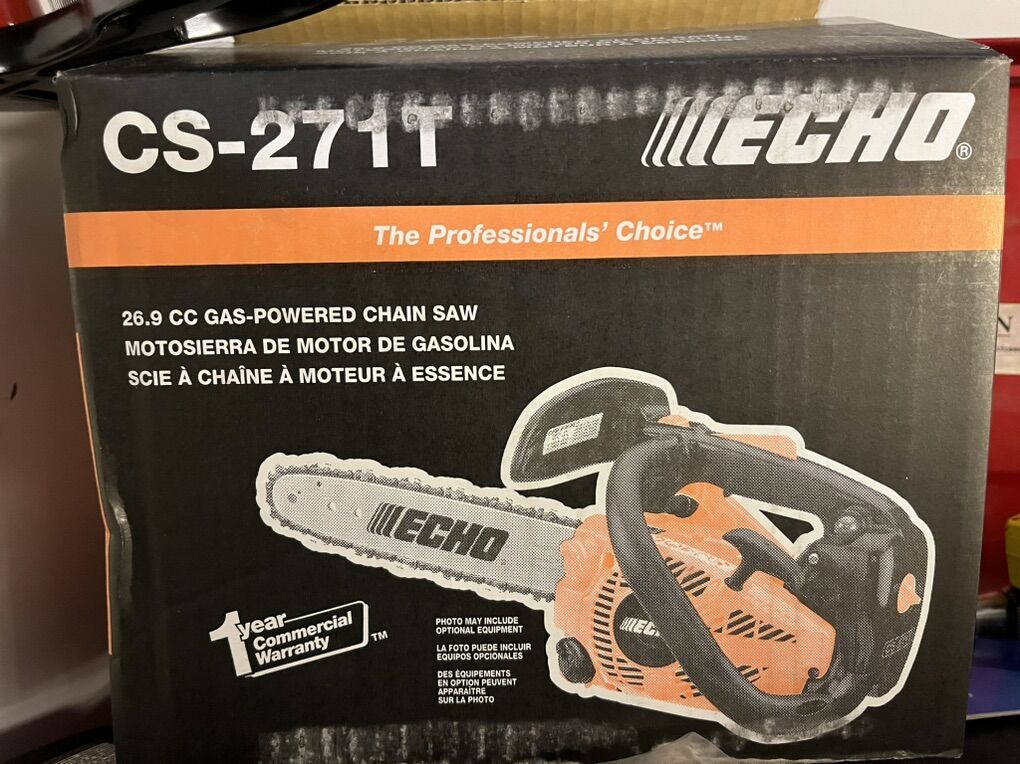 CS-271T
ECHO®
The Professionals' Choice™
26.9 CC GAS-POWERED CHAIN SAW
MOTOSIERRA DE MOTOR DE GASOLINA
SCIE À CHAÎNE À MOTEUR À ESSENCE
ECHO
1 year
Commercial
Warranty ™
PHOTO MAY INCLUDE
OPTIONAL EQUIPMENT
LA FOTO PUEDE INCLUIR
EQUIPOS OPCIONALES
DES ÉQUIPEMENTS
EN OPTION PEUVENT
APPARAÎTRE
SUR LA PHOTO
EC
N